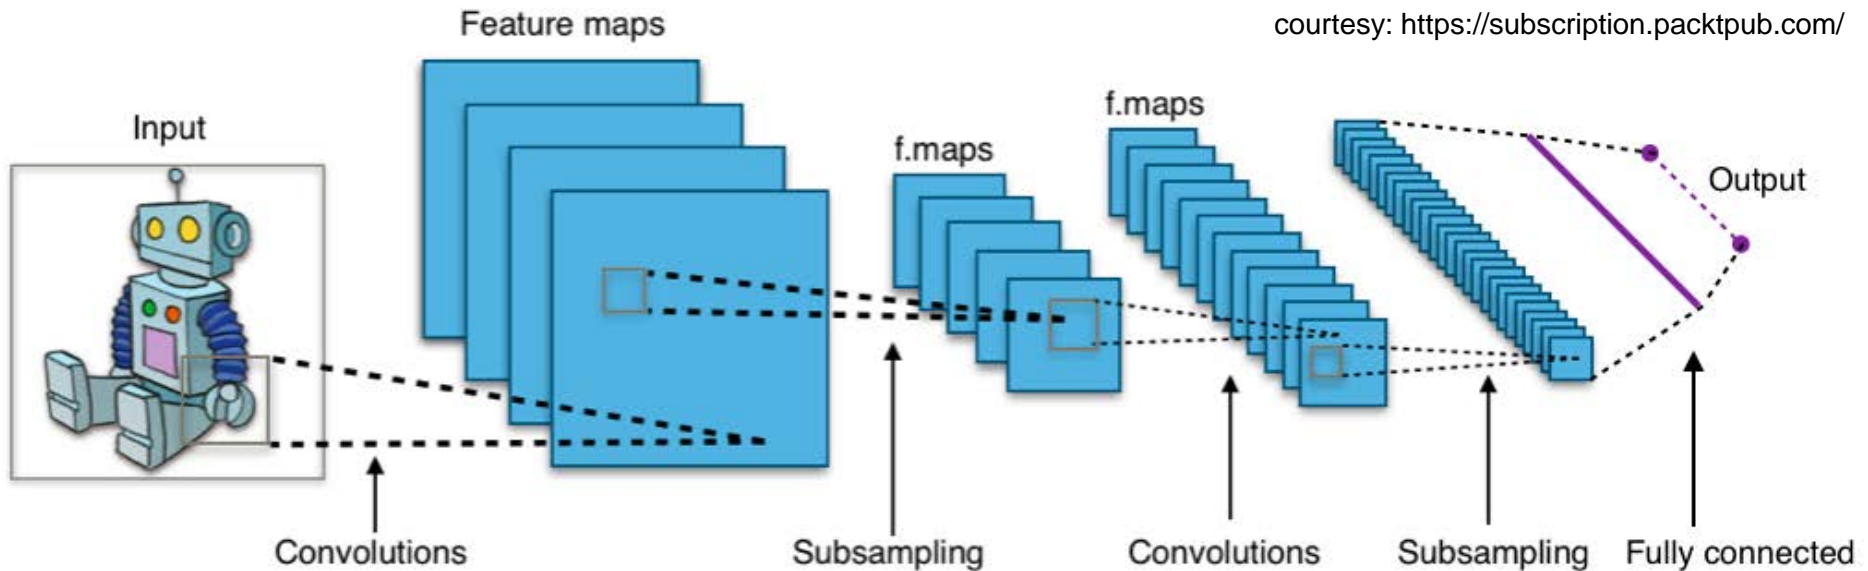 Feature maps
courtesy: https://subscription.packtpub.com/
Input
f.maps
f.maps
Output
Convolutions
Subsampling
Convolutions
Subsampling
Fully connected